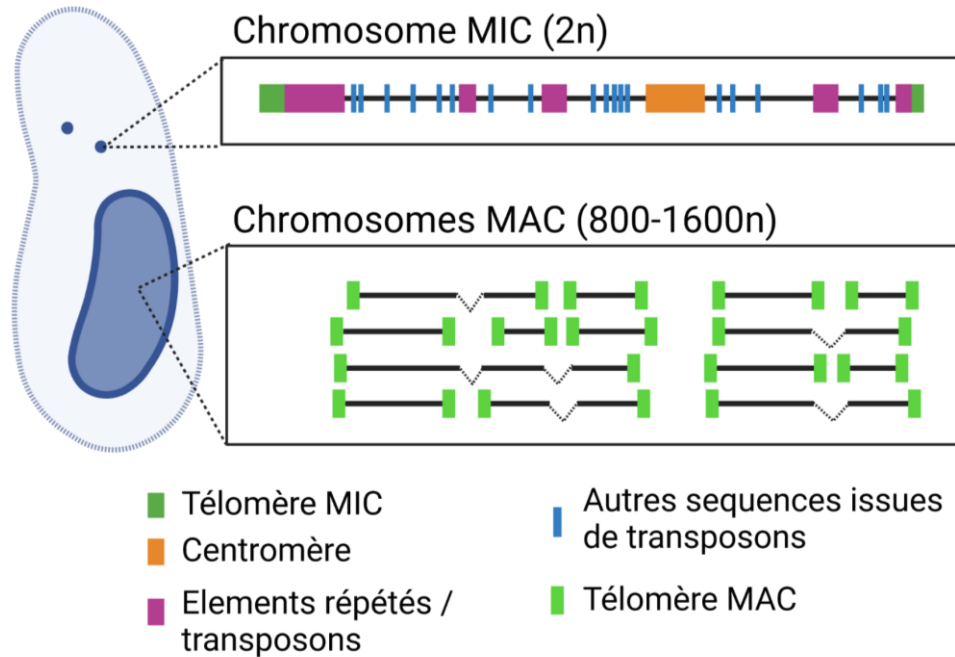 Chromosome MIC (2n)
Chromosomes MAC (800-1600n)
Télomère MIC
Centromère
Elements répétés /
transposons
Autres sequences issues
de transposons
Télomère MAC